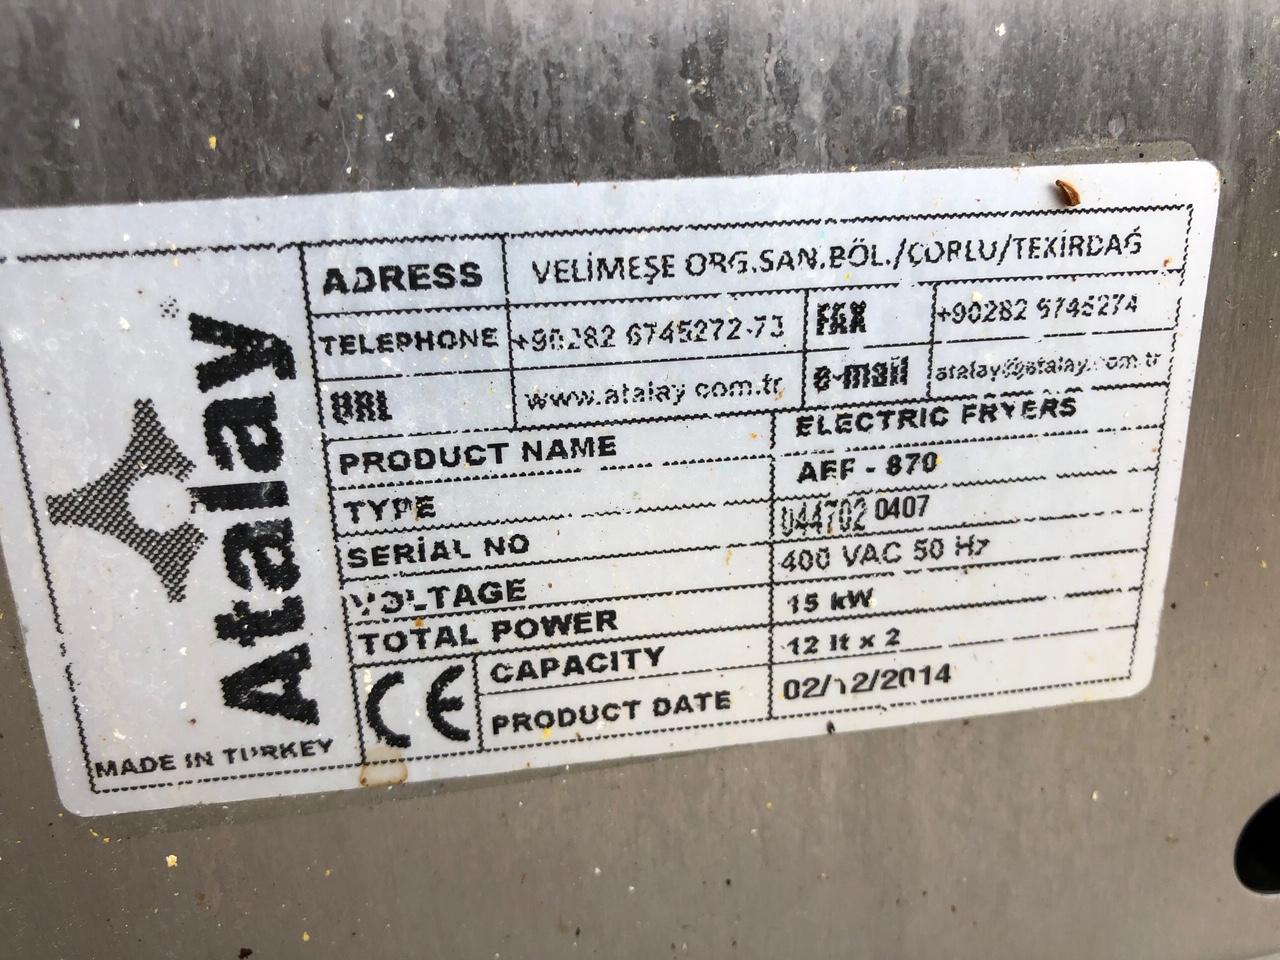 Atalay
MADE IN TURKEY
ADRESS VELİMEŞE ORG.SAN.BÖL./ÇORLU/TEKİRDAĞ
TELEPHONE +90282 6745272-73 FAX +90282 6745274
URL www.atalay.com.tr e-mail atalay@atalay.com.tr
PRODUCT NAME ELECTRIC FRYERS
TYPE AEF - 870
SERİAL NO 044702 0407
VOLTAGE 400 VAC 50 Hz
TOTAL POWER 15 kW
CE CAPACITY 12 lt x 2
PRODUCT DATE 02/12/2014